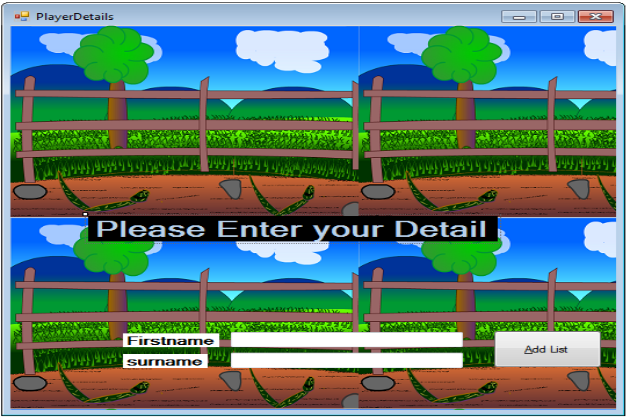 PlayerDetails
Please Enter your Detail
Firstname
surname
Add List